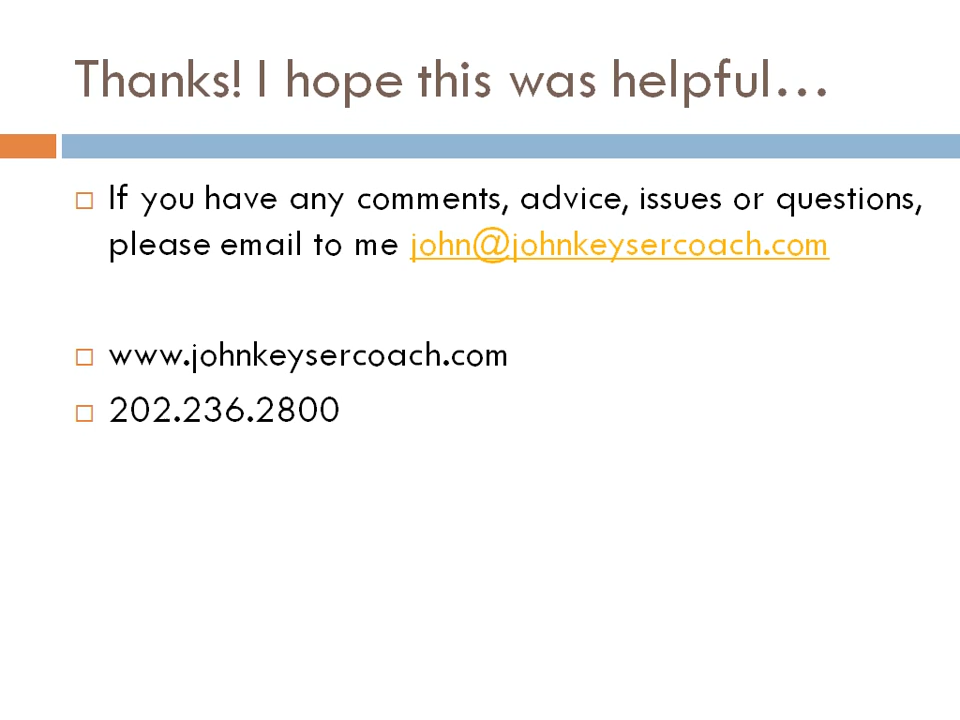 Thanks! I hope this was helpful…
If you have any comments, advice, issues or questions,
please email to me john@johnkeysercoach.com
www.johnkeysercoach.com
202.236.2800